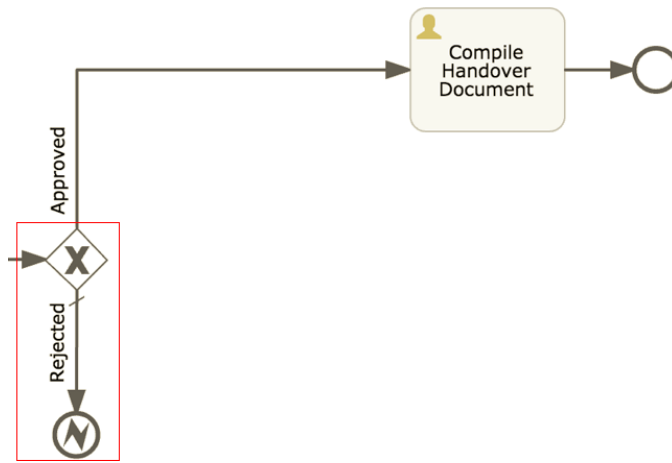 Compile
Handover
Document
Approved
X
Rejected